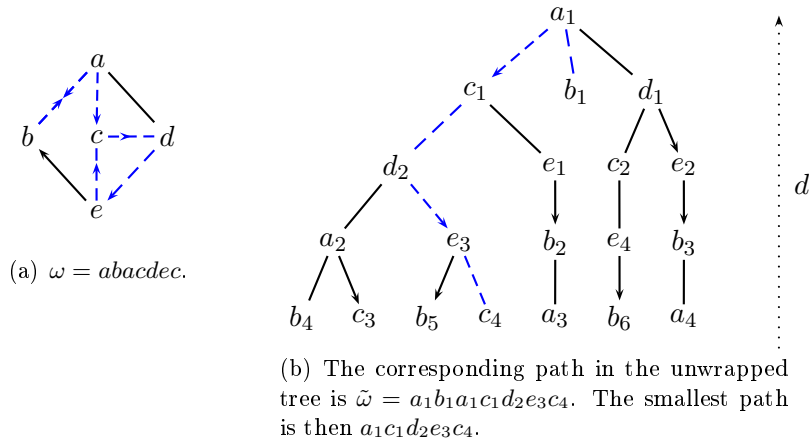 a
b c d
e
(a) ω = abacdec.
a₁
c₁ b₁ d₁
d₂ e₁ c₂ e₂
d
a₂ e₃ b₂ e₄ b₃
b₄ c₃ b₅ c₄ a₃ b₆ a₄
(b) The corresponding path in the unwrapped
tree is ω̃ = a₁b₁a₁c₁d₂e₃c₄. The smallest path
is then a₁c₁d₂e₃c₄.